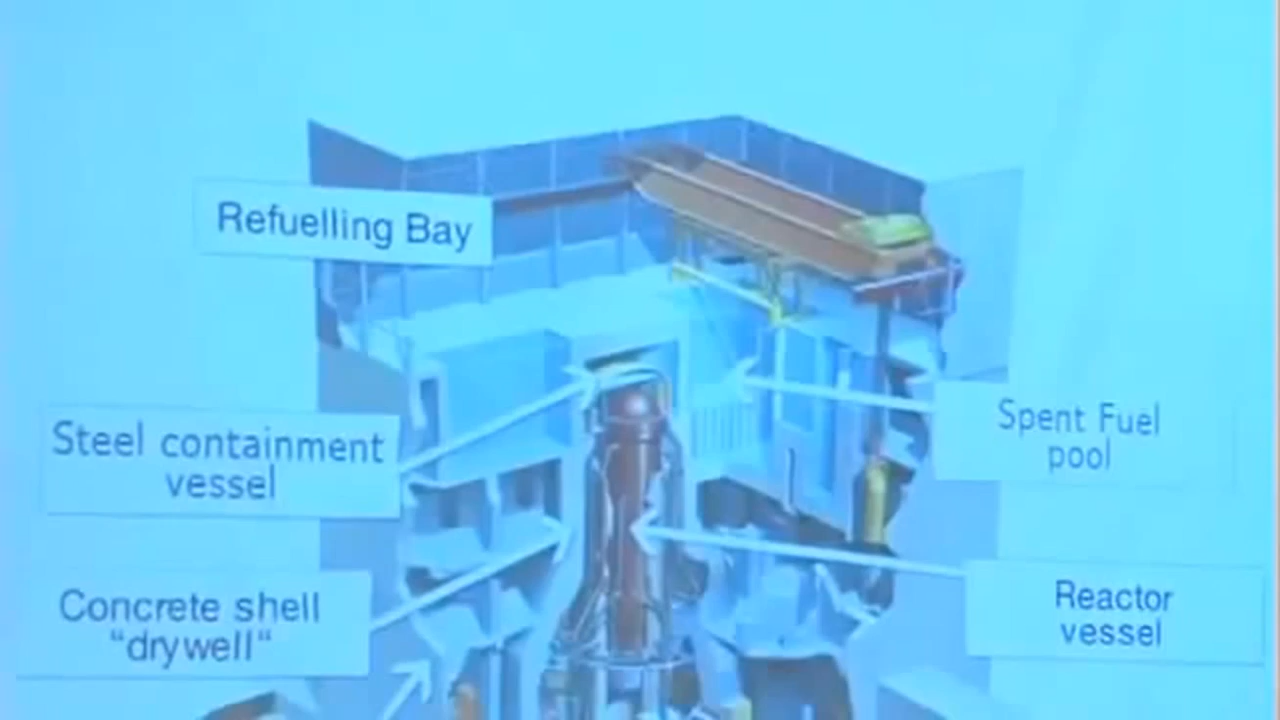 Refuelling Bay
Steel containment
vessel
Spent Fuel
pool
Concrete shell
“drywell“
Reactor
vessel